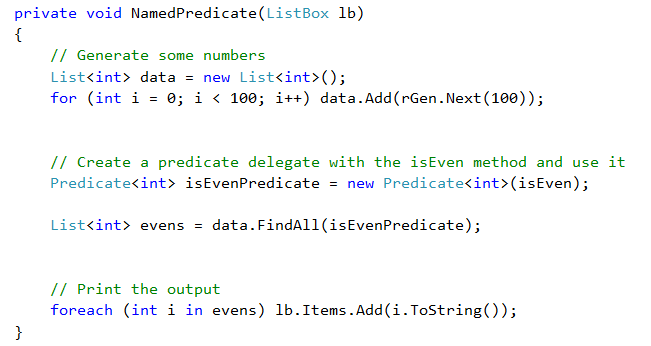 private void NamedPredicate(ListBox lb)
{
    // Generate some numbers
    List<int> data = new List<int>();
    for (int i = 0; i < 100; i++) data.Add(rGen.Next(100));
    // Create a predicate delegate with the isEven method and use it
    Predicate<int> isEvenPredicate = new Predicate<int>(isEven);
    List<int> evens = data.FindAll(isEvenPredicate);
    // Print the output
    foreach (int i in evens) lb.Items.Add(i.ToString());
}